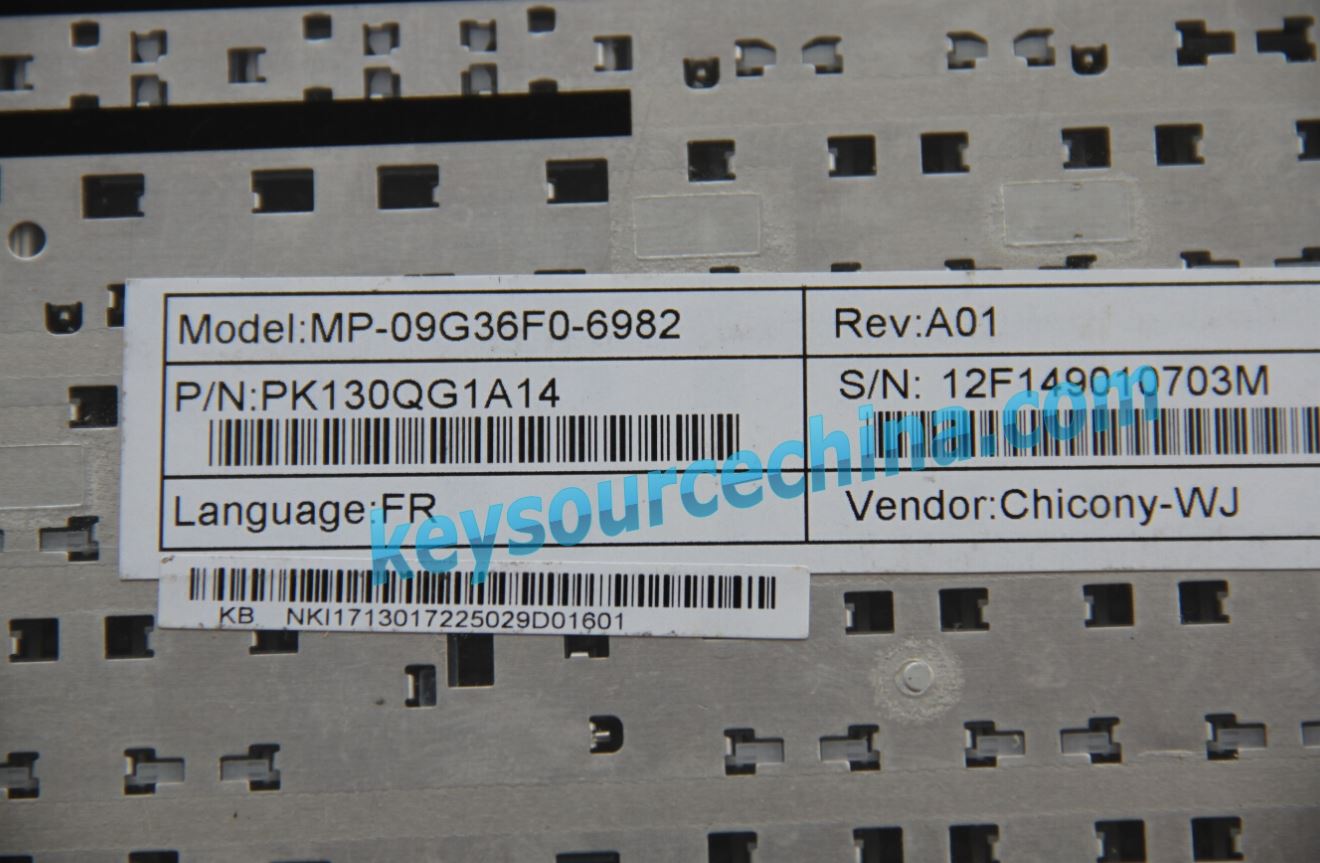 Model:MP-09G36F0-6982
Rev:A01
P/N:PK130QG1A14
S/N: 12F149010703M
Language:FR
Vendor:Chicony-WJ
keysourcechina.com
KB NKI1713017225029D01601